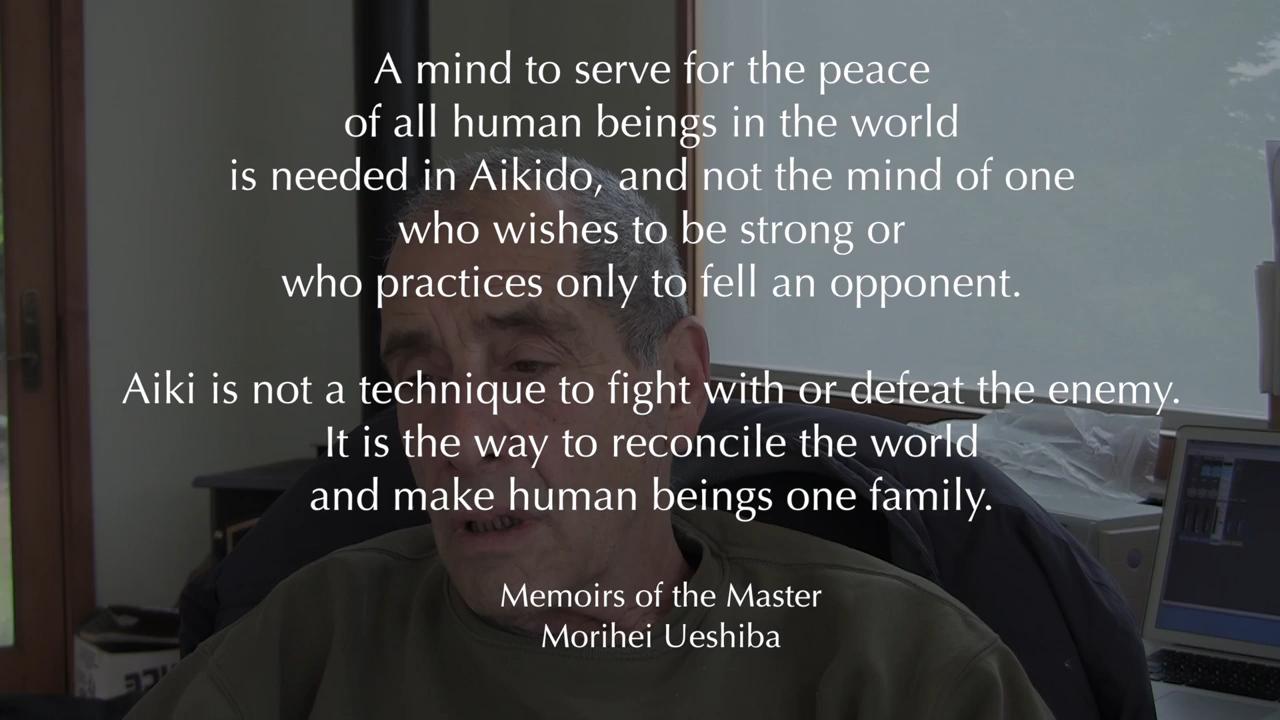 A mind to serve for the peace
of all human beings in the world
is needed in Aikido, and not the mind of one
who wishes to be strong or
who practices only to fell an opponent.
Aiki is not a technique to fight with or defeat the enemy.
It is the way to reconcile the world
and make human beings one family.
Memoirs of the Master
Morihei Ueshiba